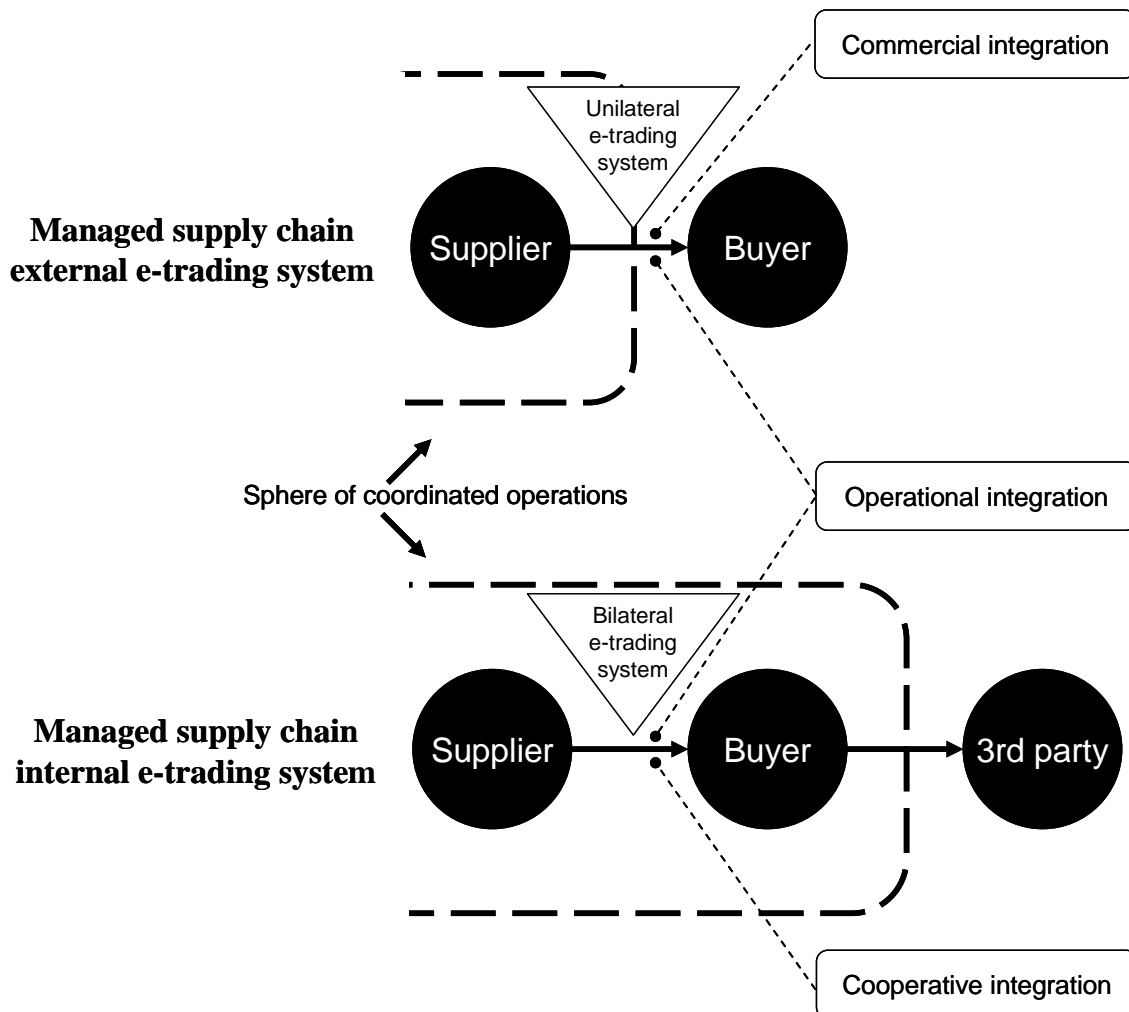 Commercial integration
Unilateral
e-trading
system
Managed supply chain
external e-trading system
Supplier
Buyer
Sphere of coordinated operations
Operational integration
Bilateral
e-trading
system
Managed supply chain
internal e-trading system
Supplier
Buyer
3rd party
Cooperative integration